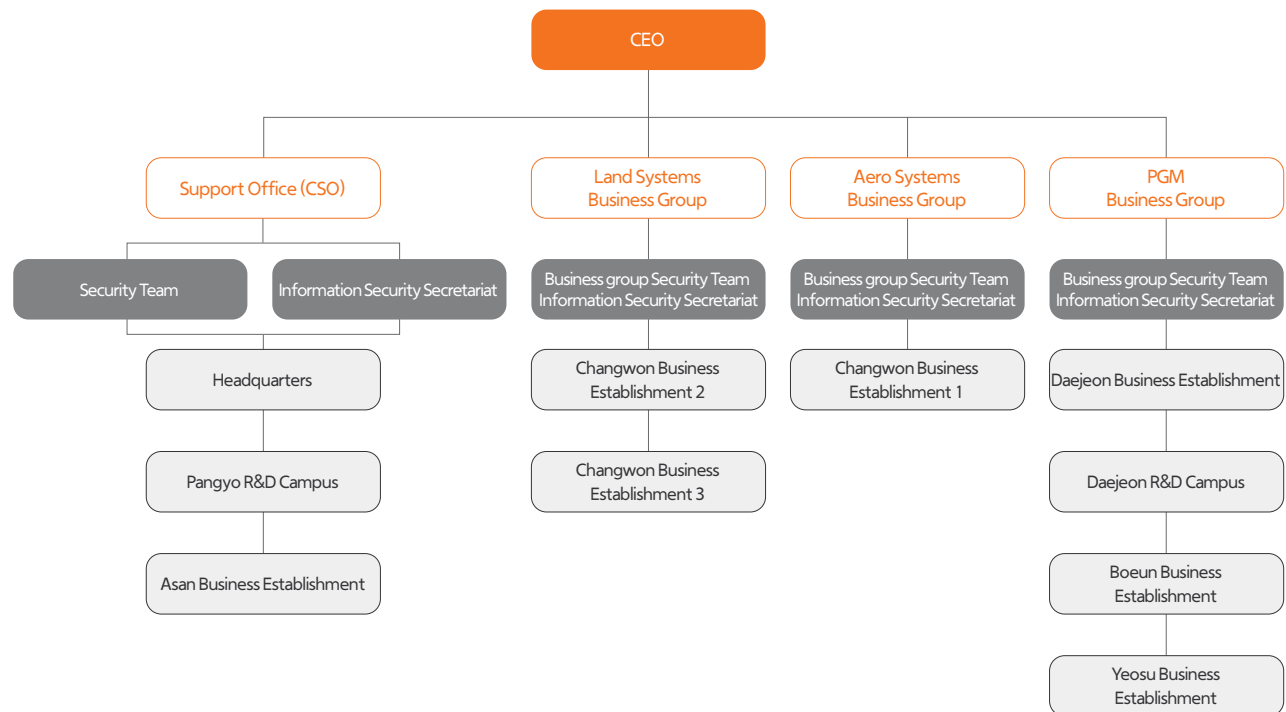 CEO
Support Office (CSO)
Land Systems
Business Group
Aero Systems
Business Group
PGM
Business Group
Security Team
Information Security Secretariat
Business group Security Team
Information Security Secretariat
Business group Security Team
Information Security Secretariat
Business group Security Team
Information Security Secretariat
Headquarters
Changwon Business
Establishment 2
Changwon Business
Establishment 1
Daejeon Business Establishment
Pangyo R&D Campus
Changwon Business
Establishment 3
Daejeon R&D Campus
Asan Business Establishment
Boeun Business
Establishment
Yeosu Business
Establishment